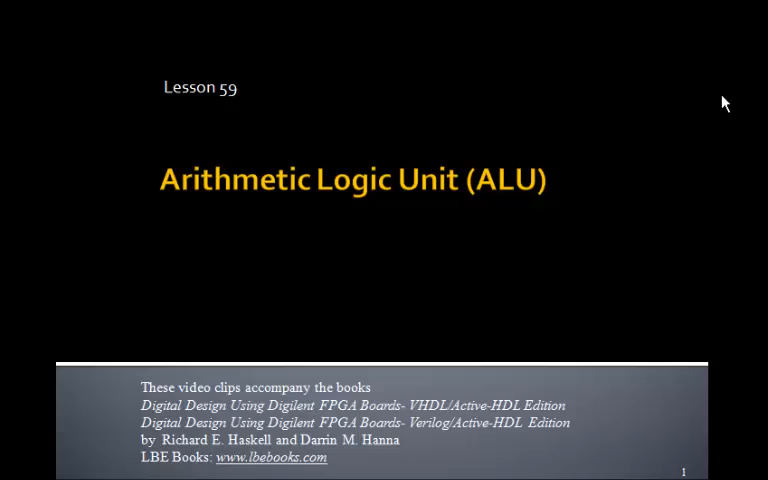 Lesson 59
Arithmetic Logic Unit (ALU)
These video clips accompany the books
Digital Design Using Digilent FPGA Boards- VHDL/Active-HDL Edition
Digital Design Using Digilent FPGA Boards- Verilog/Active-HDL Edition
by Richard E. Haskell and Darrin M. Hanna
LBE Books: www.lbebooks.com
1